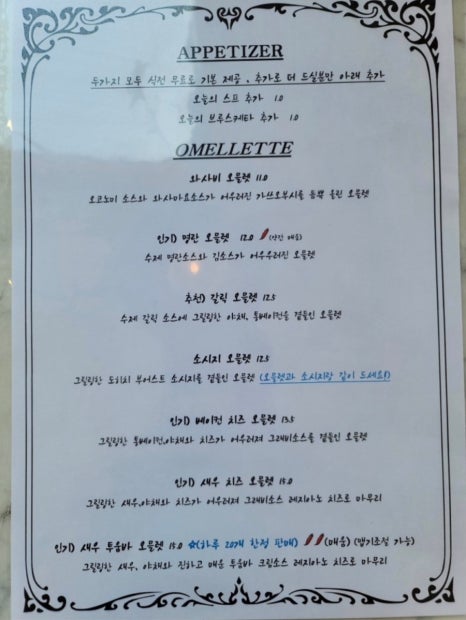 APPETIZER
두가지 모두 식전 무료로 기본 제공 , 추가로 더 드실분만 아래 추가
오늘의 스프 추가 1.0
오늘의 브루스케타 추가 1.0
OMELLETTE
와사비 오믈렛 11.0
오코노미 소스와 와사마요소스가 어우러진 가쓰오부시를 듬뿍 올린 오믈렛
인기) 명란 오믈렛 12.0 (약간 매움)
수제 명란소스와 김소스가 어우우러진 오믈렛
추천) 갈릭 오믈렛 12.5
수제 갈릭 소스에 그릴링한 야채, 통베이컨을 곁들인 오믈렛
소시지 오믈렛 12.5
그릴링한 도이치 부어스트 소시지를 곁들인 오믈렛 (오믈렛과 소시지랑 같이 드세요!)
인기) 베이컨 치즈 오믈렛 13.5
그릴링한 통베이컨,야채와 치즈가 어우러져 그래비소스를 곁들인 오믈렛
인기) 새우 치즈 오믈렛 15.0
그릴링한 새우,야채와 치즈가 어우러져 그래비소스 레지아노 치즈로 마무리
인기) 새우 투움바 오믈렛 15.0 ☆(하루 20개 한정 판매) (매움) (맵기조절 가능)
그릴링한 새우, 야채와 진하고 매운 투움바 크림소스 레지아노 치즈로 마무리